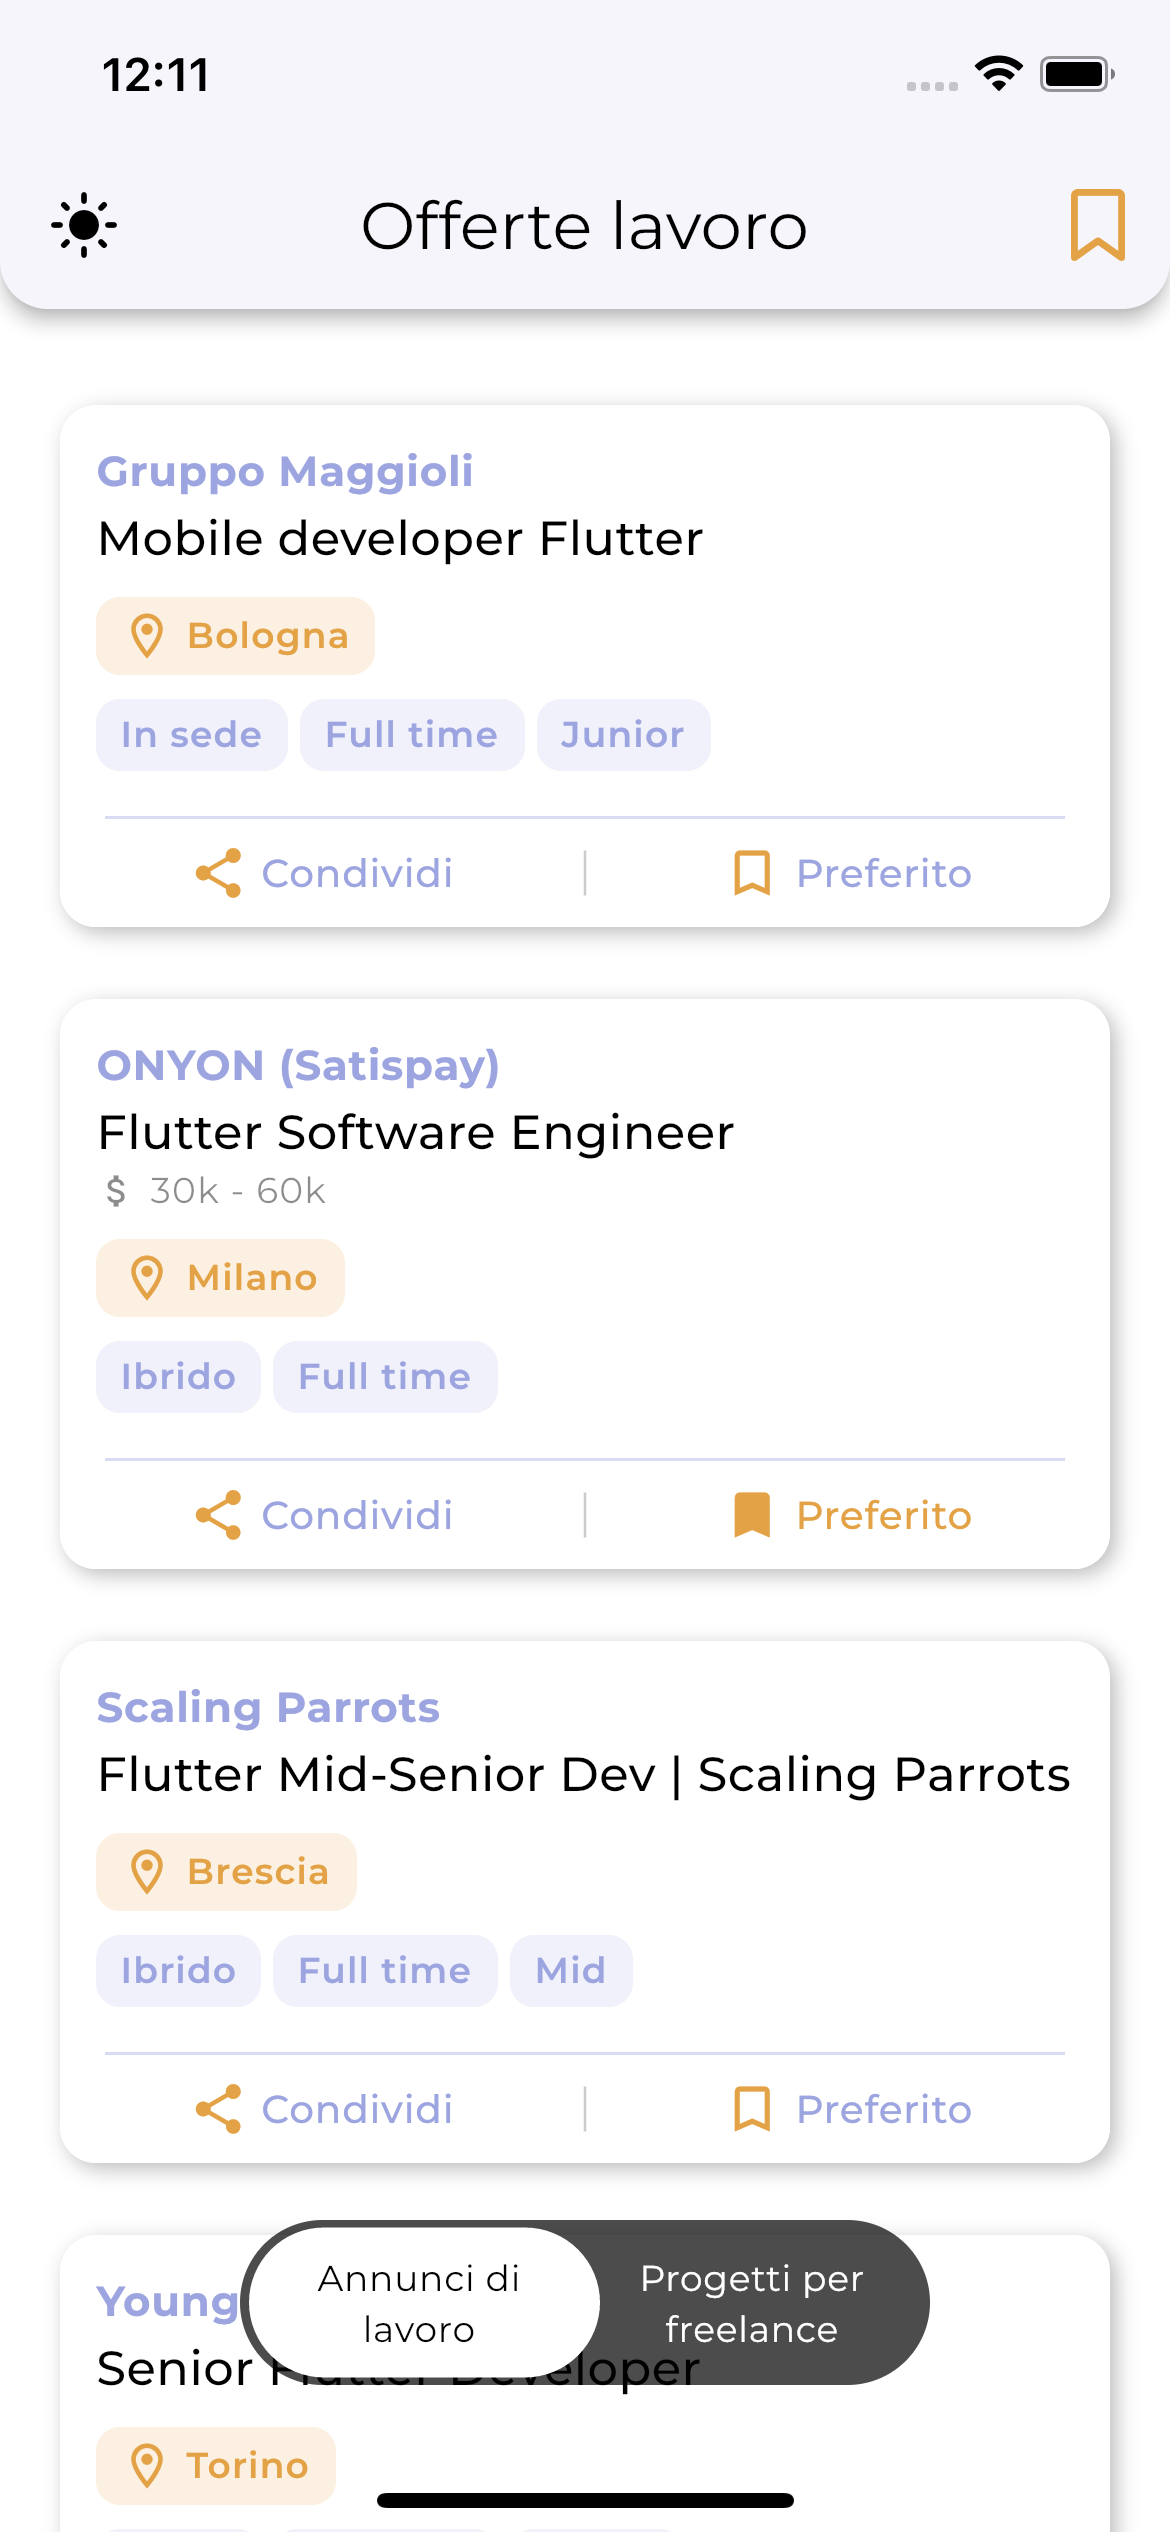 12:11
Offerte lavoro
Gruppo Maggioli
Mobile developer Flutter
Bologna
In sede Full time Junior
Condividi Preferito
ONYON (Satispay)
Flutter Software Engineer
$ 30k - 60k
Milano
Ibrido Full time
Condividi Preferito
Scaling Parrots
Flutter Mid-Senior Dev | Scaling Parrots
Brescia
Ibrido Full time Mid
Condividi Preferito
Young
Senior Flutter Developer
Annunci di
lavoro
Progetti per
freelance
Torino